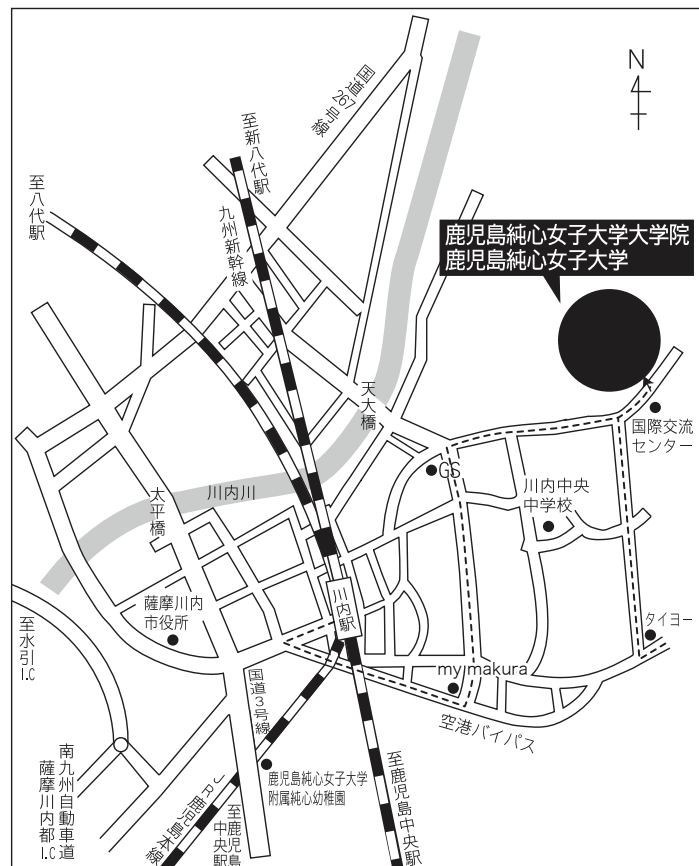 N
国道267号線
至新八代駅
至八代駅
九州新幹線
鹿児島純心女子大学大学院
鹿児島純心女子大学
天大橋
国際交流
センター
GS
川内中央
中学校
川内川
太平橋
川内駅
薩摩川内
市役所
至水引I.C
タイヨー
my makura
国道3号線
空港バイパス
南九州自動車道
薩摩川内都I.C
鹿児島純心女子大学
附属純心幼稚園
JR鹿児島本線
至鹿児島
中央駅
至鹿児島中央駅